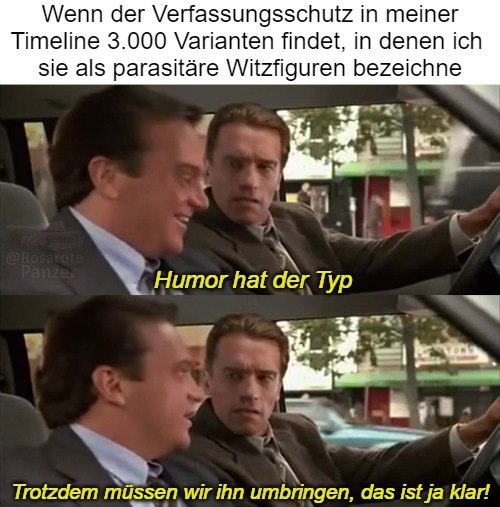 Wenn der Verfassungsschutz in meiner
Timeline 3.000 Varianten findet, in denen ich
sie als parasitäre Witzfiguren bezeichne
@Rosarote
Panzer
Humor hat der Typ
Trotzdem müssen wir ihn umbringen, das ist ja klar!